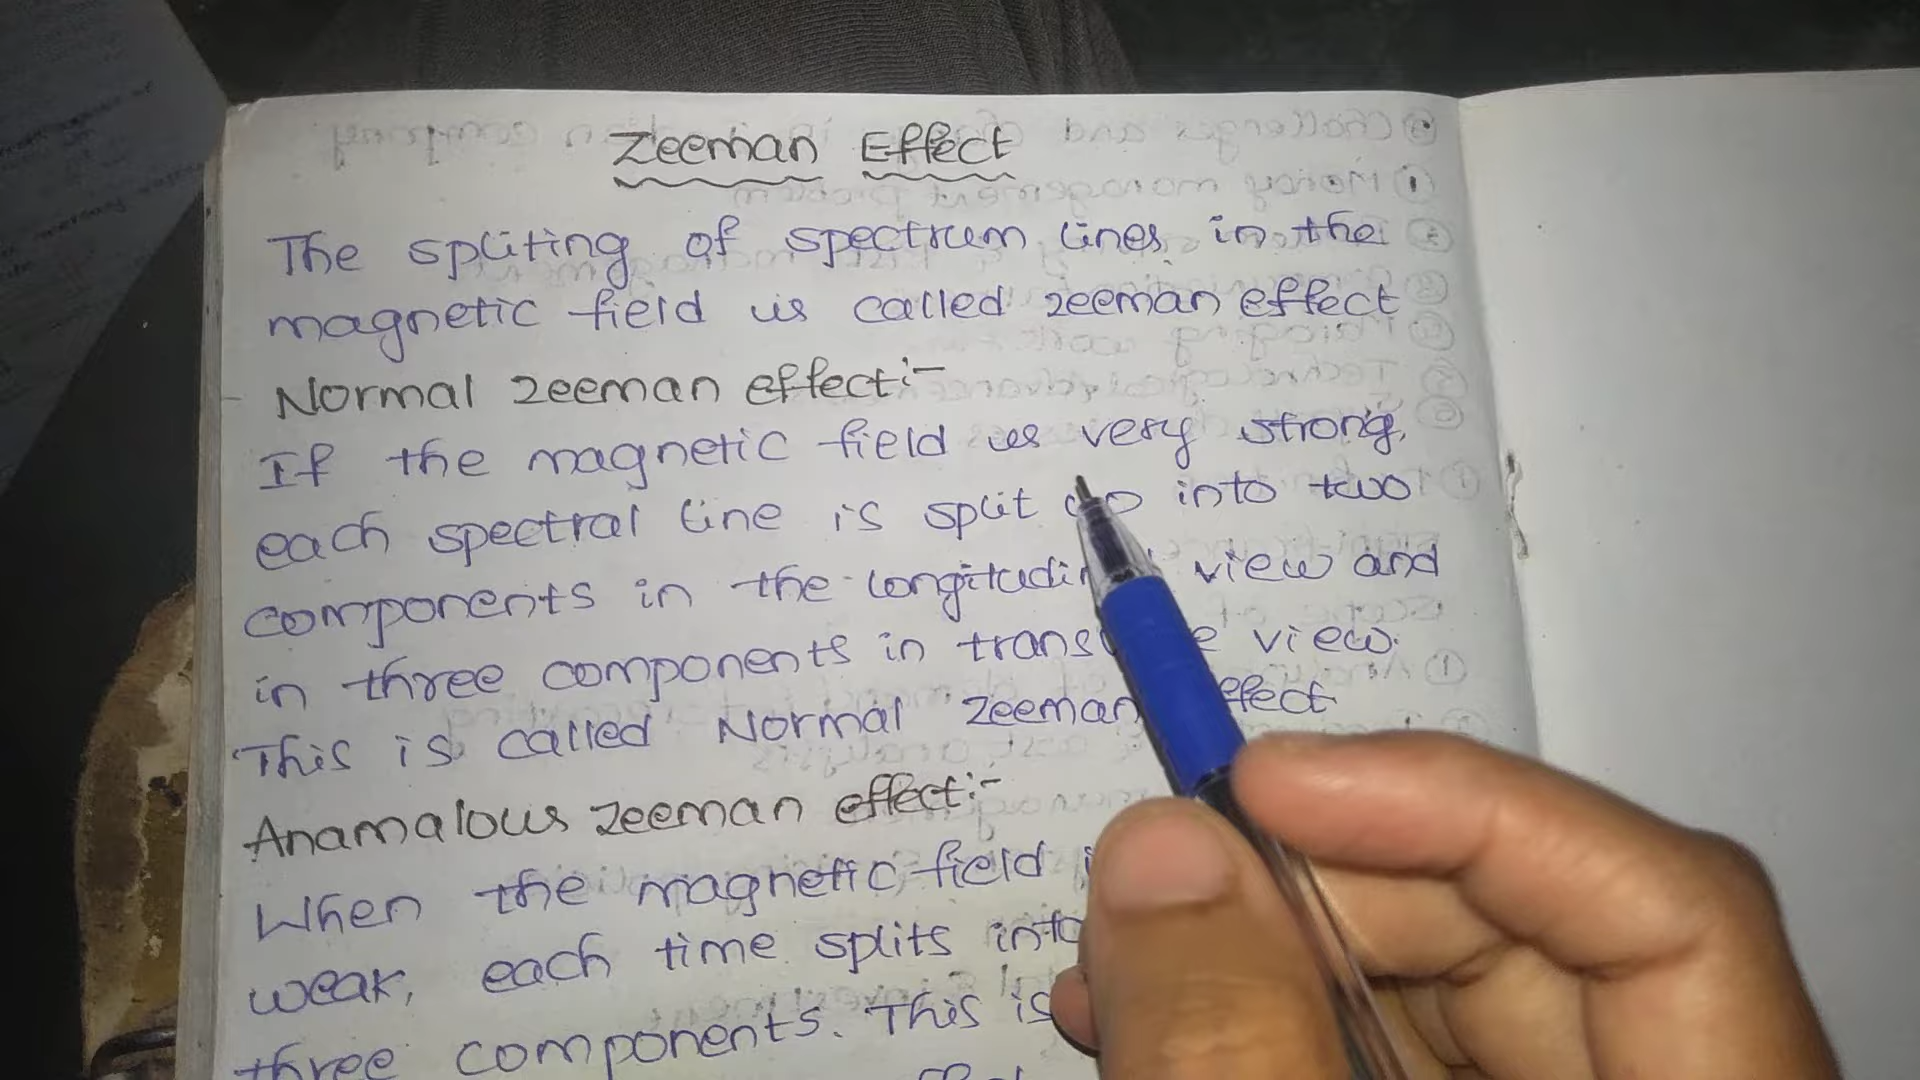 Zeeman Effect
The spliting of spectrum lines in the
magnetic field is called zeeman effect
Normal zeeman effect:-
If the magnetic field is very strong,
each spectral line is split into two
components in the longitudi view and
in three components in trans e view.
This is called Normal zeeman ffect
Anamalous zeeman effect:-
When the magnetic field
weak, each time splits into
three components. This is